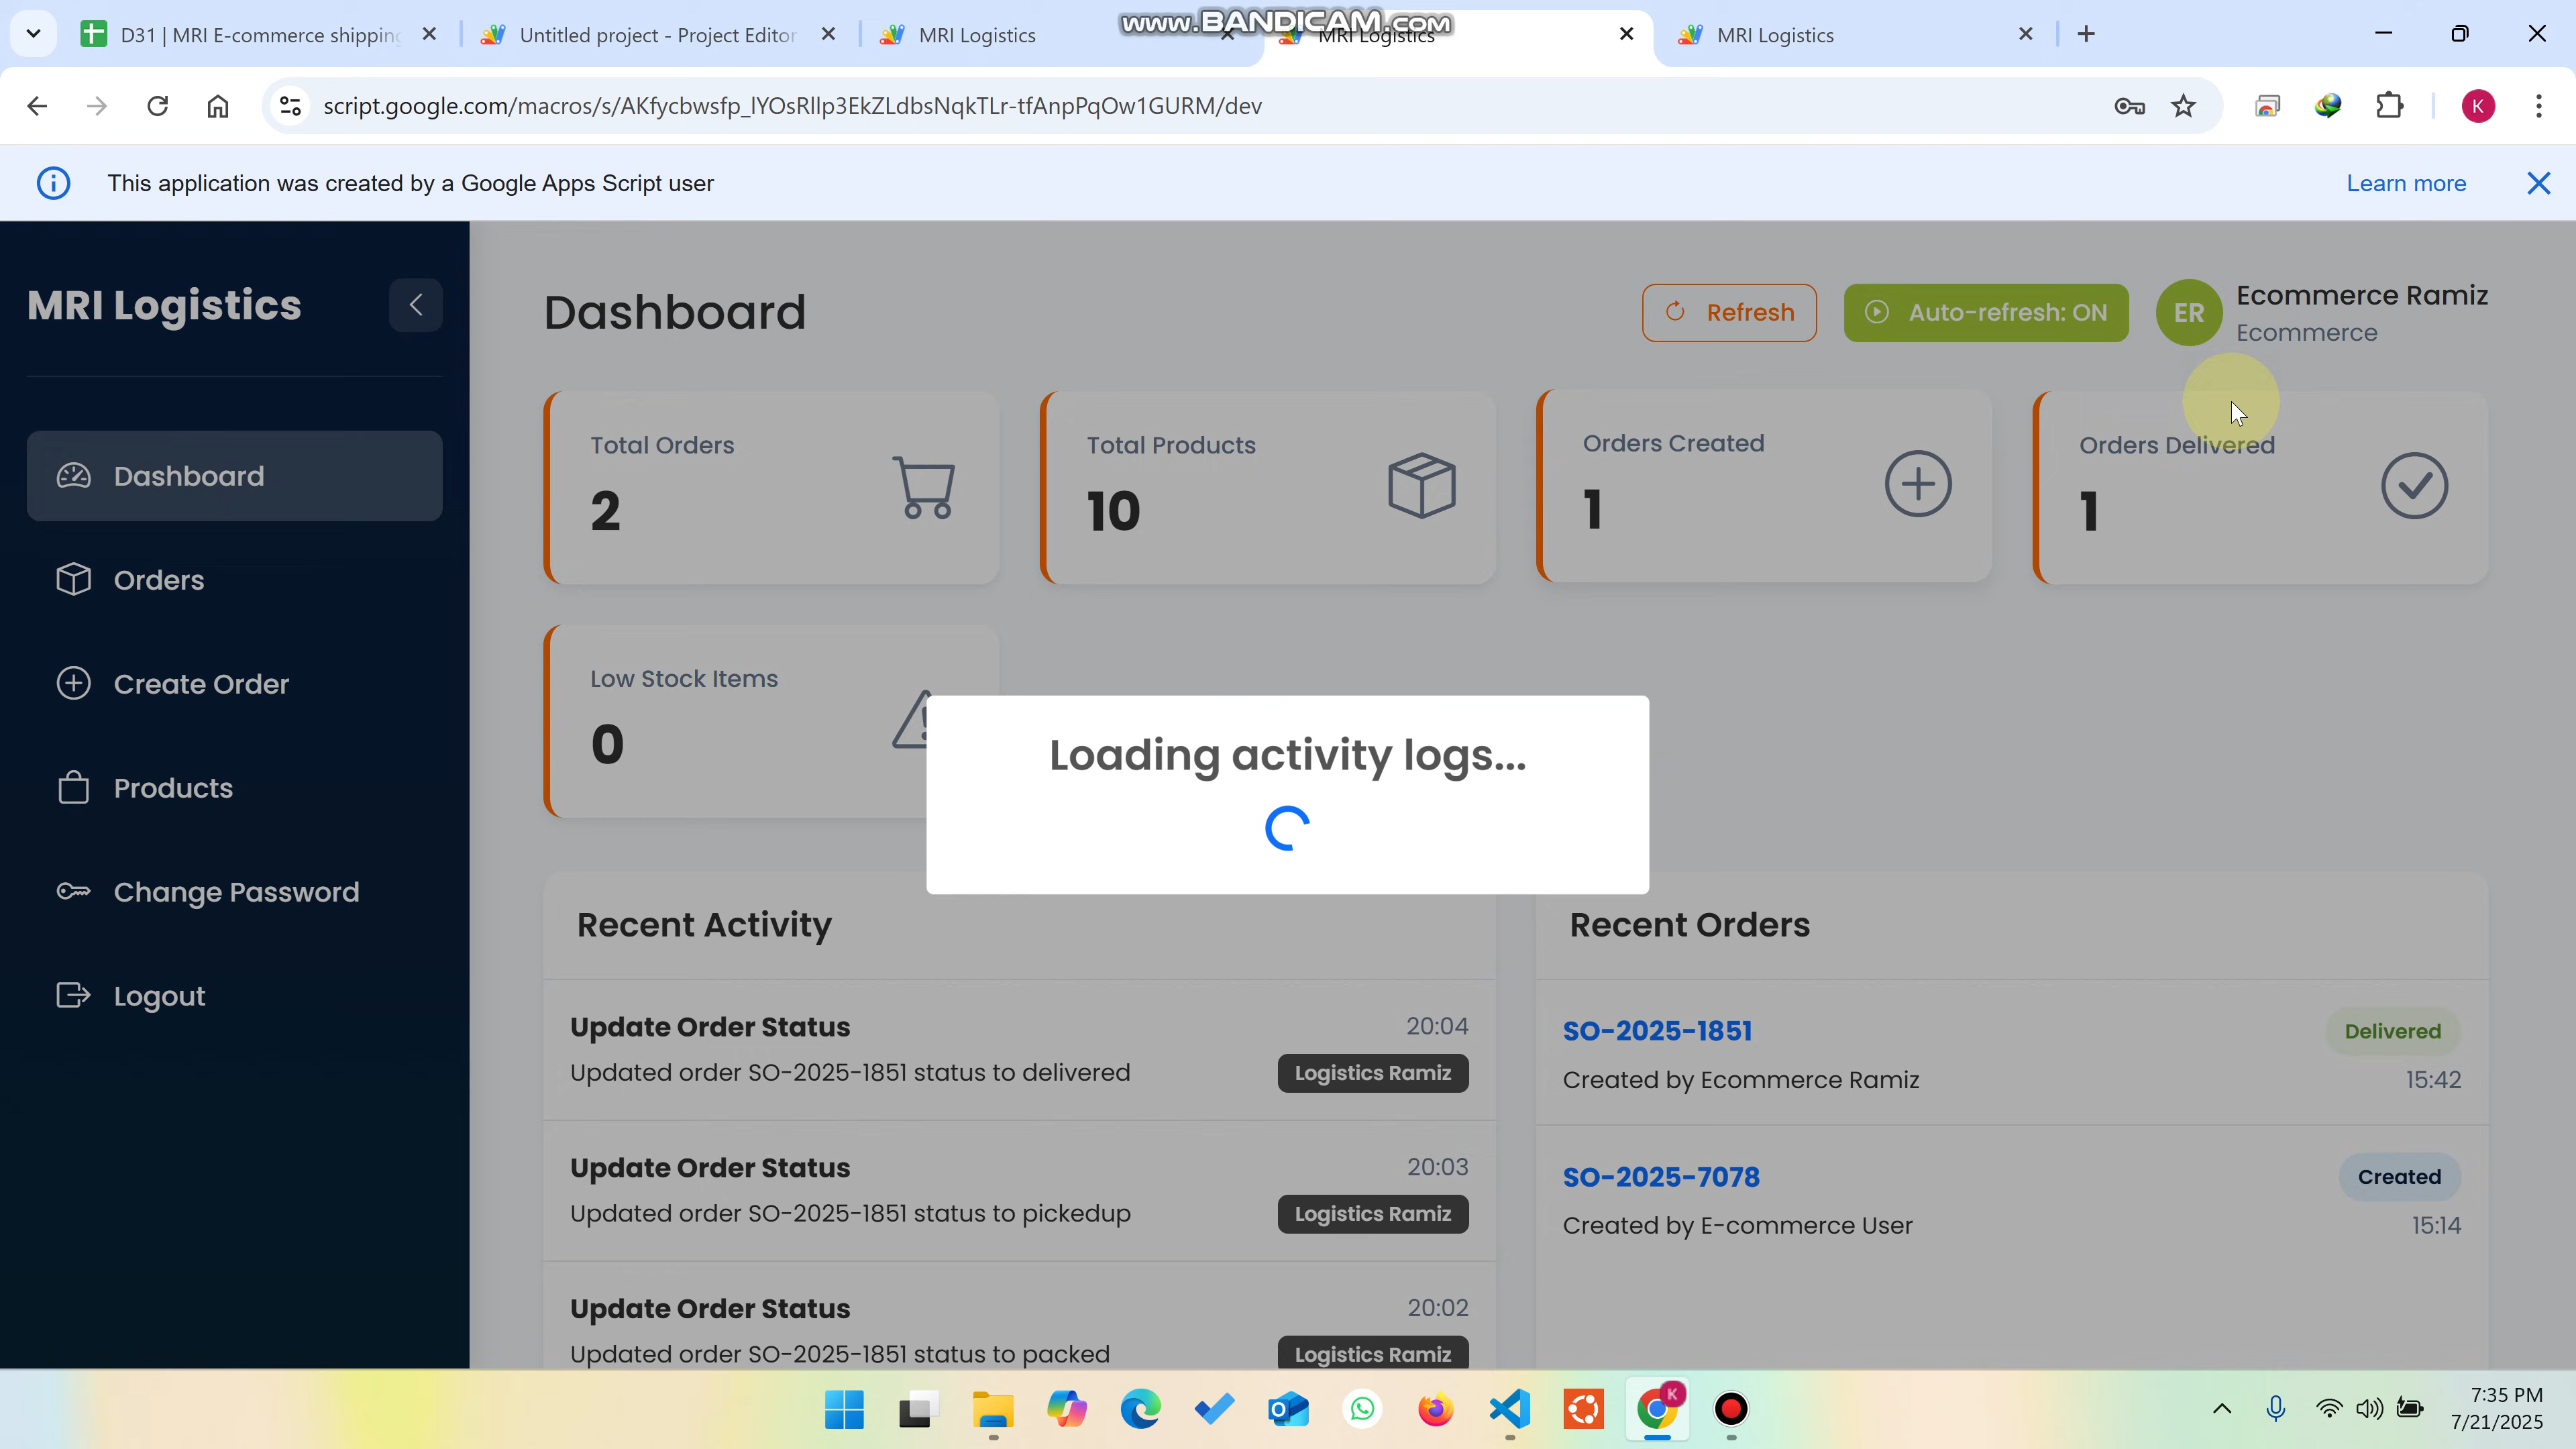 www.BANDICAM.com
D31 | MRI E-commerce shipping
Untitled project - Project Editor
MRI Logistics
MRI Logistics
MRI Logistics
script.google.com/macros/s/AKfycbwsfp_lYOsRllp3EkZLdbsNqkTLr-tfAnpPqOw1GURM/dev
K
This application was created by a Google Apps Script user
Learn more
MRI Logistics
Dashboard
Orders
Create Order
Products
Change Password
Logout
Dashboard
Refresh
Auto-refresh: ON
ER
Ecommerce Ramiz
Ecommerce
Total Orders
2
Total Products
10
Orders Created
1
Orders Delivered
1
Low Stock Items
0
Loading activity logs...
Recent Activity
Update Order Status
20:04
Updated order SO-2025-1851 status to delivered
Logistics Ramiz
Update Order Status
20:03
Updated order SO-2025-1851 status to pickedup
Logistics Ramiz
Update Order Status
20:02
Updated order SO-2025-1851 status to packed
Logistics Ramiz
Recent Orders
SO-2025-1851
Delivered
Created by Ecommerce Ramiz
15:42
SO-2025-7078
Created
Created by E-commerce User
15:14
K
7:35 PM
7/21/2025